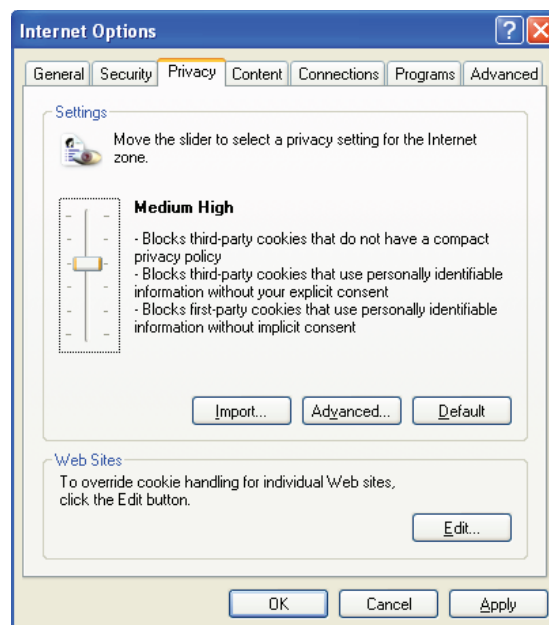 Internet Options
General Security Privacy Content Connections Programs Advanced
Settings
Move the slider to select a privacy setting for the Internet
zone.
Medium High
- Blocks third-party cookies that do not have a compact
privacy policy
- Blocks third-party cookies that use personally identifiable
information without your explicit consent
- Blocks first-party cookies that use personally identifiable
information without implicit consent
Import... Advanced... Default
Web Sites
To override cookie handling for individual Web sites,
click the Edit button.
Edit...
OK Cancel Apply